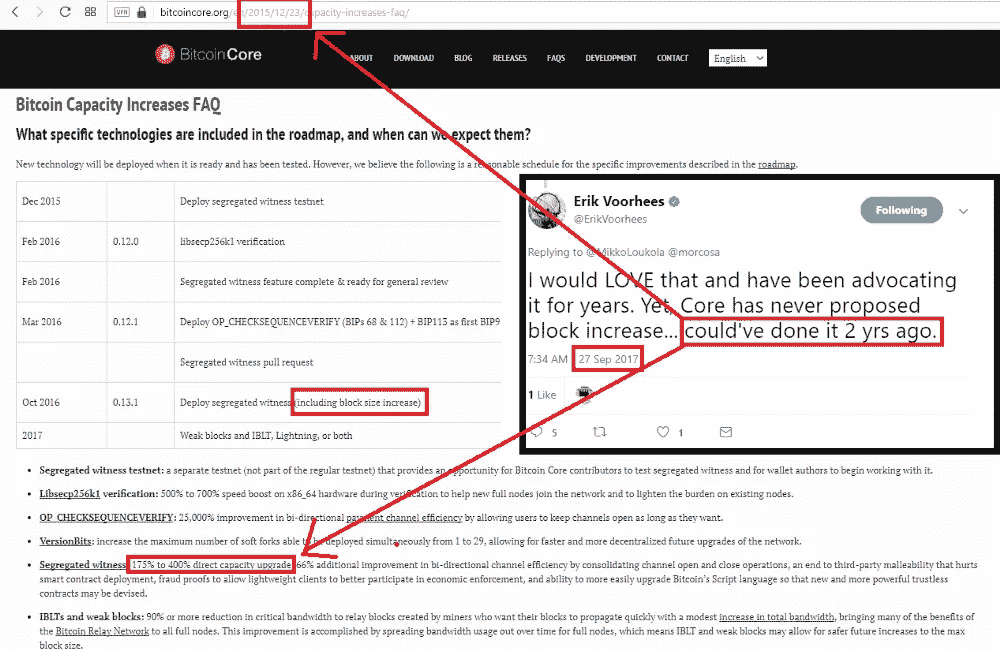 VPN bitcoincore.org/en/2015/12/23/capacity-increases-faq/
BitcoinCore ABOUT DOWNLOAD BLOG RELEASES FAQS DEVELOPMENT CONTACT English
Bitcoin Capacity Increases FAQ
What specific technologies are included in the roadmap, and when can we expect them?
New technology will be deployed when it is ready and has been tested. However, we believe the following is a reasonable schedule for the specific improvements described in the roadmap.
Dec 2015 Deploy segregated witness testnet
Feb 2016 0.12.0 libsecp256k1 verification
Feb 2016 Segregated witness feature complete & ready for general review
Mar 2016 0.12.1 Deploy OP_CHECKSEQUENCEVERIFY (BIPs 68 & 112) + BIP113 as first BIP9
Segregated witness pull request
Oct 2016 0.13.1 Deploy segregated witness (including block size increase)
2017 Weak blocks and IBLT, Lightning, or both
Erik Voorhees
@ErikVoorhees
Following
Replying to @MikkoLoukola @morcosa
I would LOVE that and have been advocating
it for years. Yet, Core has never proposed
block increase... could've done it 2 yrs ago.
7:34 AM 27 Sep 2017
1 Like
5 1
• Segregated witness testnet: a separate testnet (not part of the regular testnet) that provides an opportunity for Bitcoin Core contributors to test segregated witness and for wallet authors to begin working with it.
• Libsecp256k1 verification: 500% to 700% speed boost on x86_64 hardware during verification to help new full nodes join the network and to lighten the burden on existing nodes.
• OP_CHECKSEQUENCEVERIFY: 25,000% improvement in bi-directional payment channel efficiency by allowing users to keep channels open as long as they want.
• VersionBits: increase the maximum number of soft forks able to be deployed simultaneously from 1 to 29, allowing for faster and more decentralized future upgrades of the network.
• Segregated witness: 175% to 400% direct capacity upgrade, 66% additional improvement in bi-directional channel efficiency by consolidating channel open and close operations, an end to third-party malleability that hurts
smart contract deployment, fraud proofs to allow lightweight clients to better participate in economic enforcement, and ability to more easily upgrade Bitcoin's Script language so that new and more powerful trustless
contracts may be devised.
• IBLTs and weak blocks: 90% or more reduction in critical bandwidth to relay blocks created by miners who want their blocks to propagate quickly with a modest increase in total bandwidth, bringing many of the benefits of
the Bitcoin Relay Network to all full nodes. This improvement is accomplished by spreading bandwidth usage out over time for full nodes, which means IBLT and weak blocks may allow for safer future increases to the max
block size.